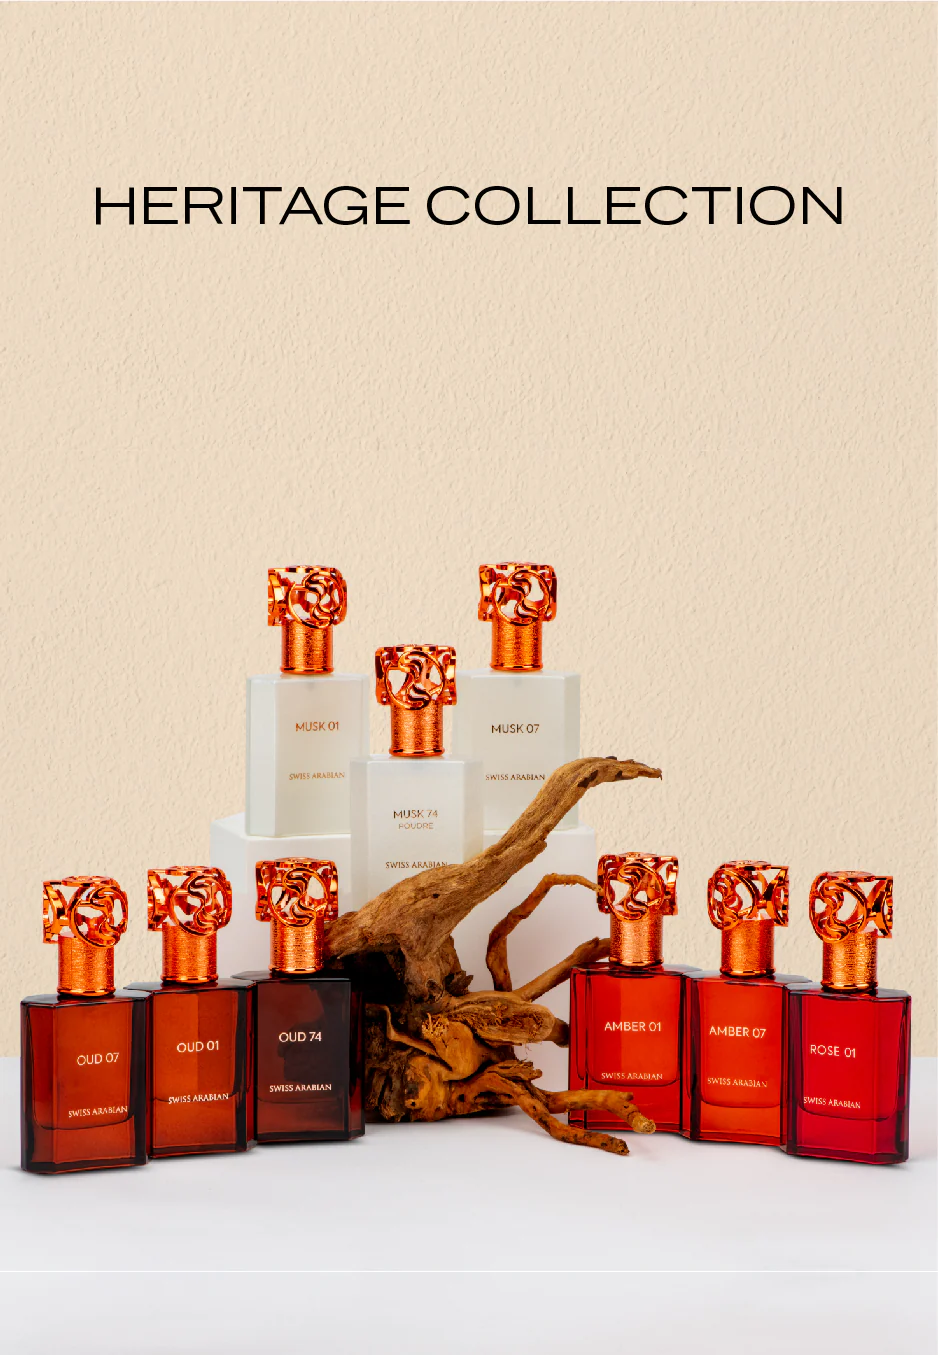 HERITAGE COLLECTION
MUSK 01
SWISS ARABIAN
MUSK 07
SWISS ARABIAN
MUSK 74
POUDRE
SWISS ARABIAN
OUD 07
SWISS ARABIAN
OUD 01
SWISS ARABIAN
OUD 74
SWISS ARABIAN
AMBER 01
SWISS ARABIAN
AMBER 07
SWISS ARABIAN
ROSE 01
SWISS ARABIAN